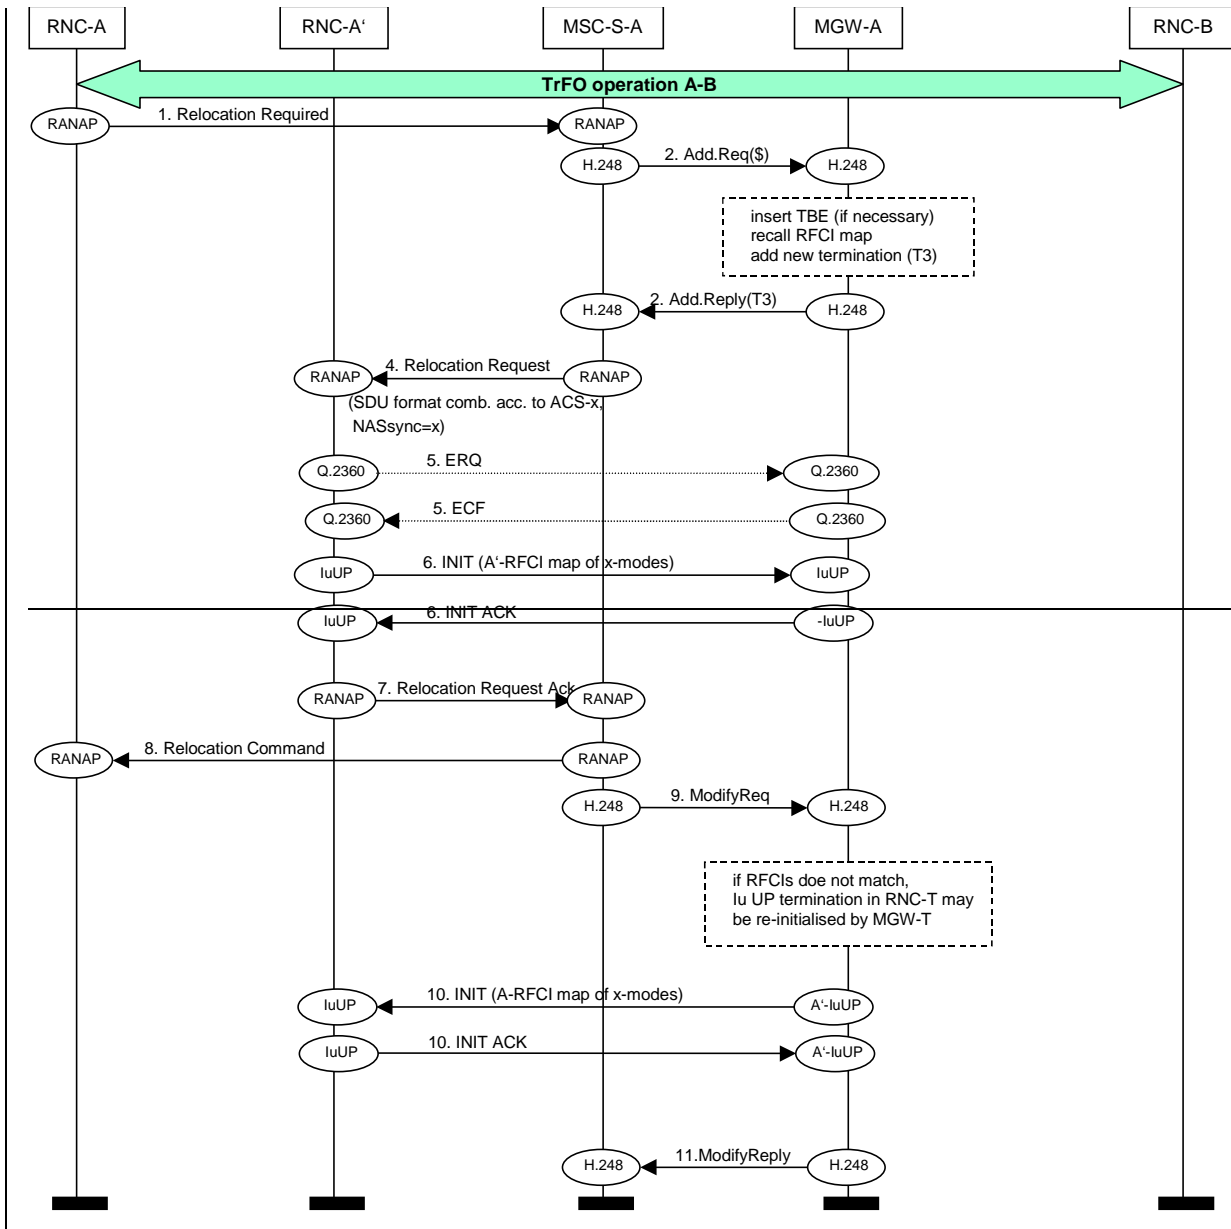 RNC-A
RNC-A‘
MSC-S-A
MGW-A
RNC-B
TrFO operation A-B
RANAP
1. Relocation Required
RANAP
H.248
2. Add.Req($)
H.248
insert TBE (if necessary)
recall RFCI map
add new termination (T3)
H.248
2. Add.Reply(T3)
H.248
RANAP
4. Relocation Request
RANAP
(SDU format comb. acc. to ACS-x,
NASsync=x)
Q.2360
5. ERQ
Q.2360
Q.2360
5. ECF
Q.2360
IuUP
6. INIT (A‘-RFCI map of x-modes)
IuUP
IuUP
6. INIT ACK
-IuUP
RANAP
7. Relocation Request Ack
RANAP
RANAP
8. Relocation Command
RANAP
H.248
9. ModifyReq
H.248
if RFCIs doe not match,
Iu UP termination in RNC-T may
be re-initialised by MGW-T
IuUP
10. INIT (A-RFCI map of x-modes)
A‘-IuUP
IuUP
10. INIT ACK
A‘-IuUP
H.248
11.ModifyReply
H.248